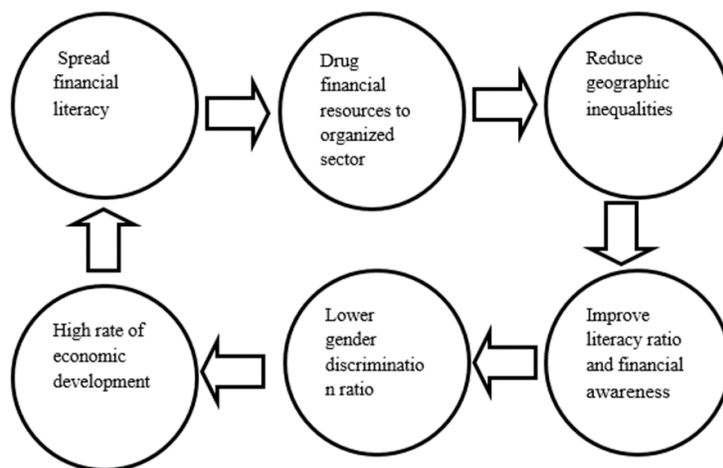 Spread
financial
literacy
Drug
financial
resources to
organized
sector
Reduce
geographic
inequalities
Improve
literacy ratio
and financial
awareness
Lower
gender
discriminatio
n ratio
High rate of
economic
development